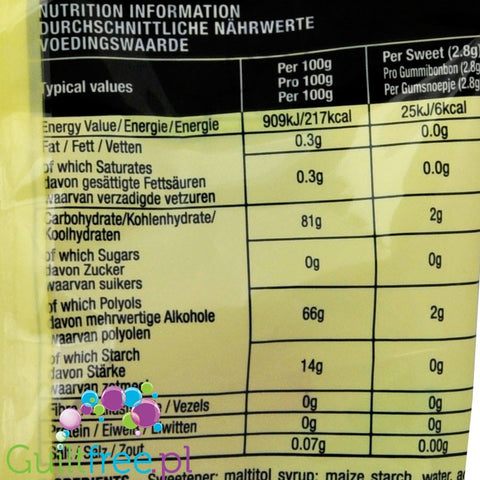 NUTRITION INFORMATION
DURCHSCHNITTLICHE NÄHRWERTE
VOEDINGSWAARDE
Typical values
Per 100g
Pro 100g
Per 100g
Per Sweet (2.8g)
Pro Gummibonbon (2.8g
Per Gumsnoepje (2.8g
Energy Value/Energie/Energie 909kJ/217kcal 25kJ/6kcal
Fat / Fett / Vetten 0.3g 0.0g
of which Saturates
davon gesättigte Fettsäuren 0.3g 0.0g
waarvan verzadigde vetzuren
Carbohydrate/Kohlenhydrate/ 81g 2g
Koolhydraten
of which Sugars
davon Zucker 0g 0g
waarvan suikers
of which Polyols
davon mehrwertige Alkohole 66g 2g
waarvan polyolen
of which Starch
davon Stärke 14g 0g
waarvan
/ Vezels 0g 0g
Protein / Eiweiß / Eiwitten 0g 0g
Salz / Zout 0.07g 0.00g
Guiltfree.pl
Sweetener: maltitol syrup; maize starch, water,